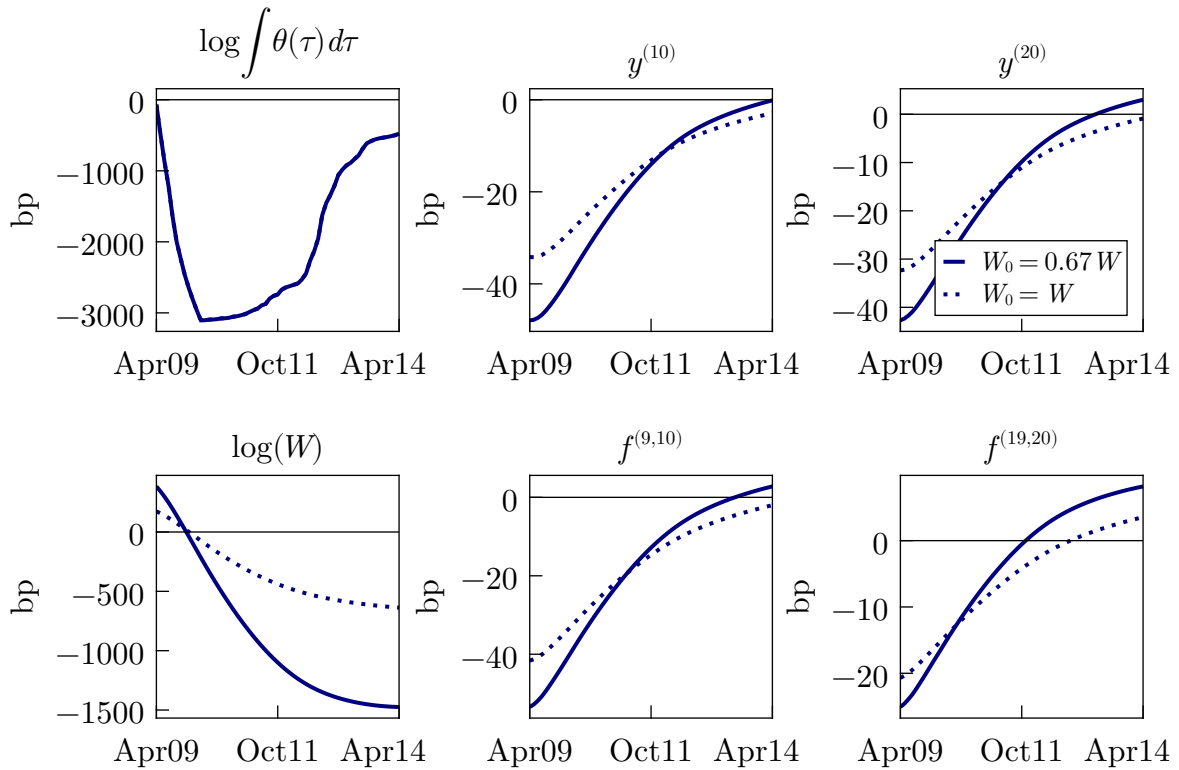 log ∫ θ(τ) dτ
bp
0
−1000
−2000
−3000
Apr09 Oct11 Apr14
y^(10)
bp
0
−20
−40
Apr09 Oct11 Apr14
y^(20)
bp
0
−10
−20
−30
−40
W₀ = 0.67 W
W₀ = W
Apr09 Oct11 Apr14
log(W)
bp
0
−500
−1000
−1500
Apr09 Oct11 Apr14
f^(9,10)
bp
0
−20
−40
Apr09 Oct11 Apr14
f^(19,20)
bp
0
−10
−20
Apr09 Oct11 Apr14